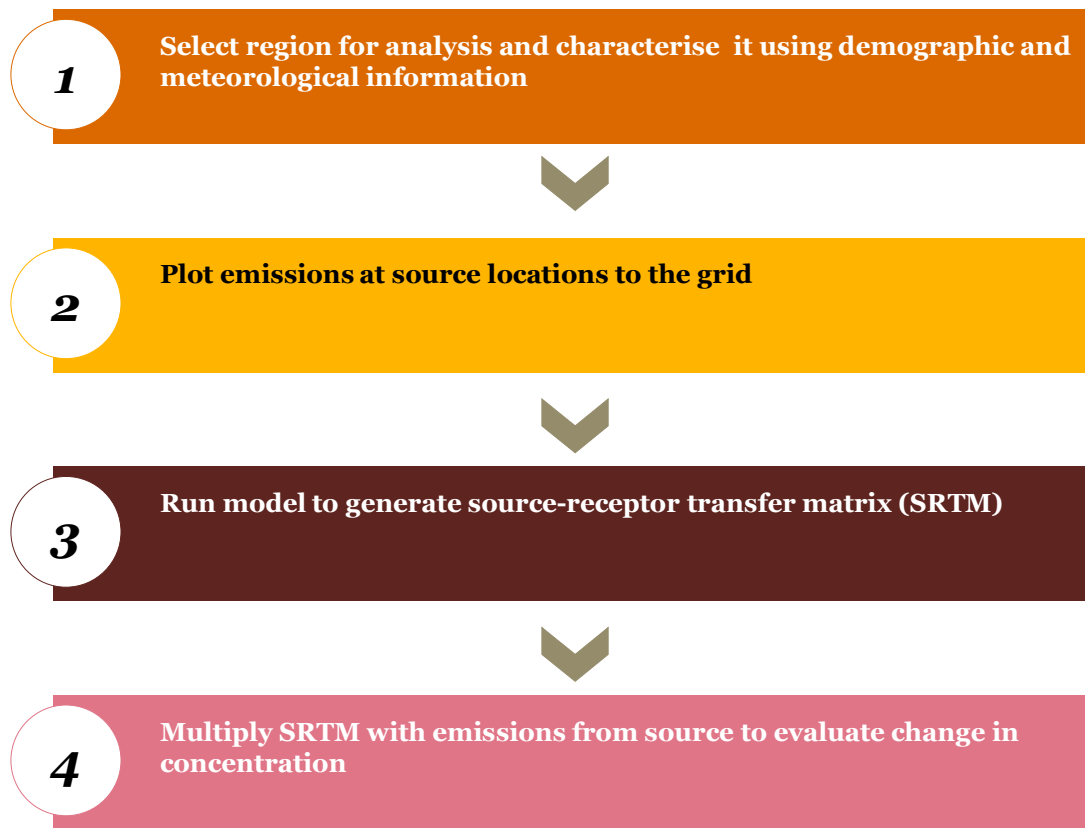 1
Select region for analysis and characterise it using demographic and
meteorological information
2
Plot emissions at source locations to the grid
3
Run model to generate source-receptor transfer matrix (SRTM)
4
Multiply SRTM with emissions from source to evaluate change in
concentration